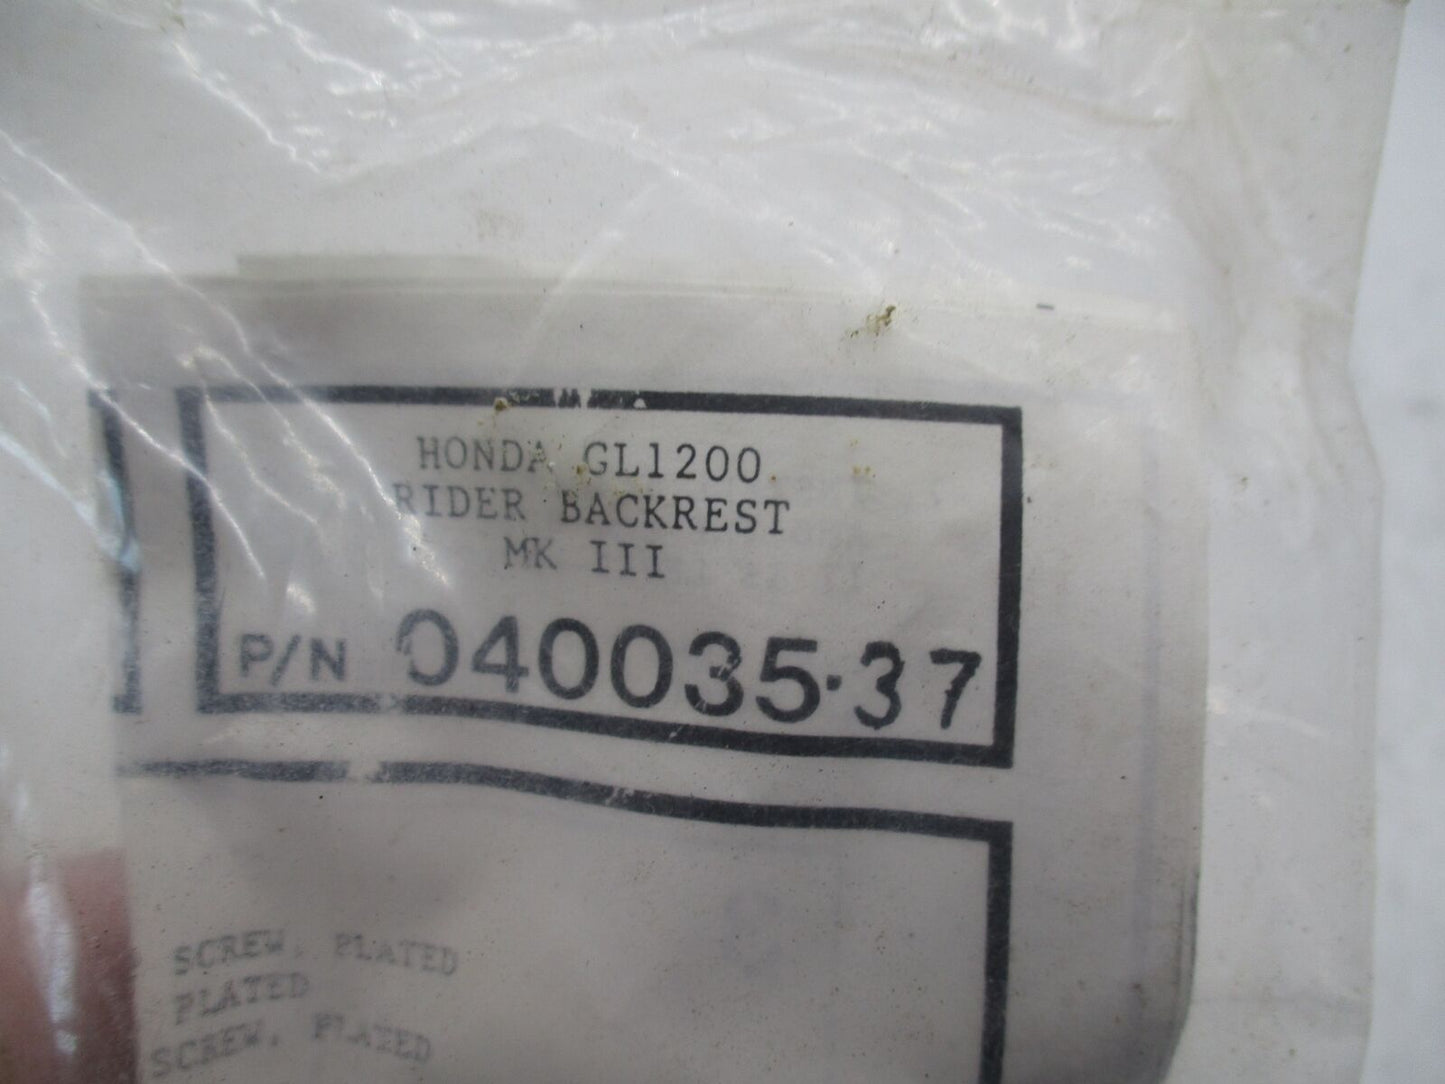 HONDA GL1200
RIDER BACKREST
MK III
P/N 040035-37
SCREW, PLATED
PLATED
SCREW, PLATED